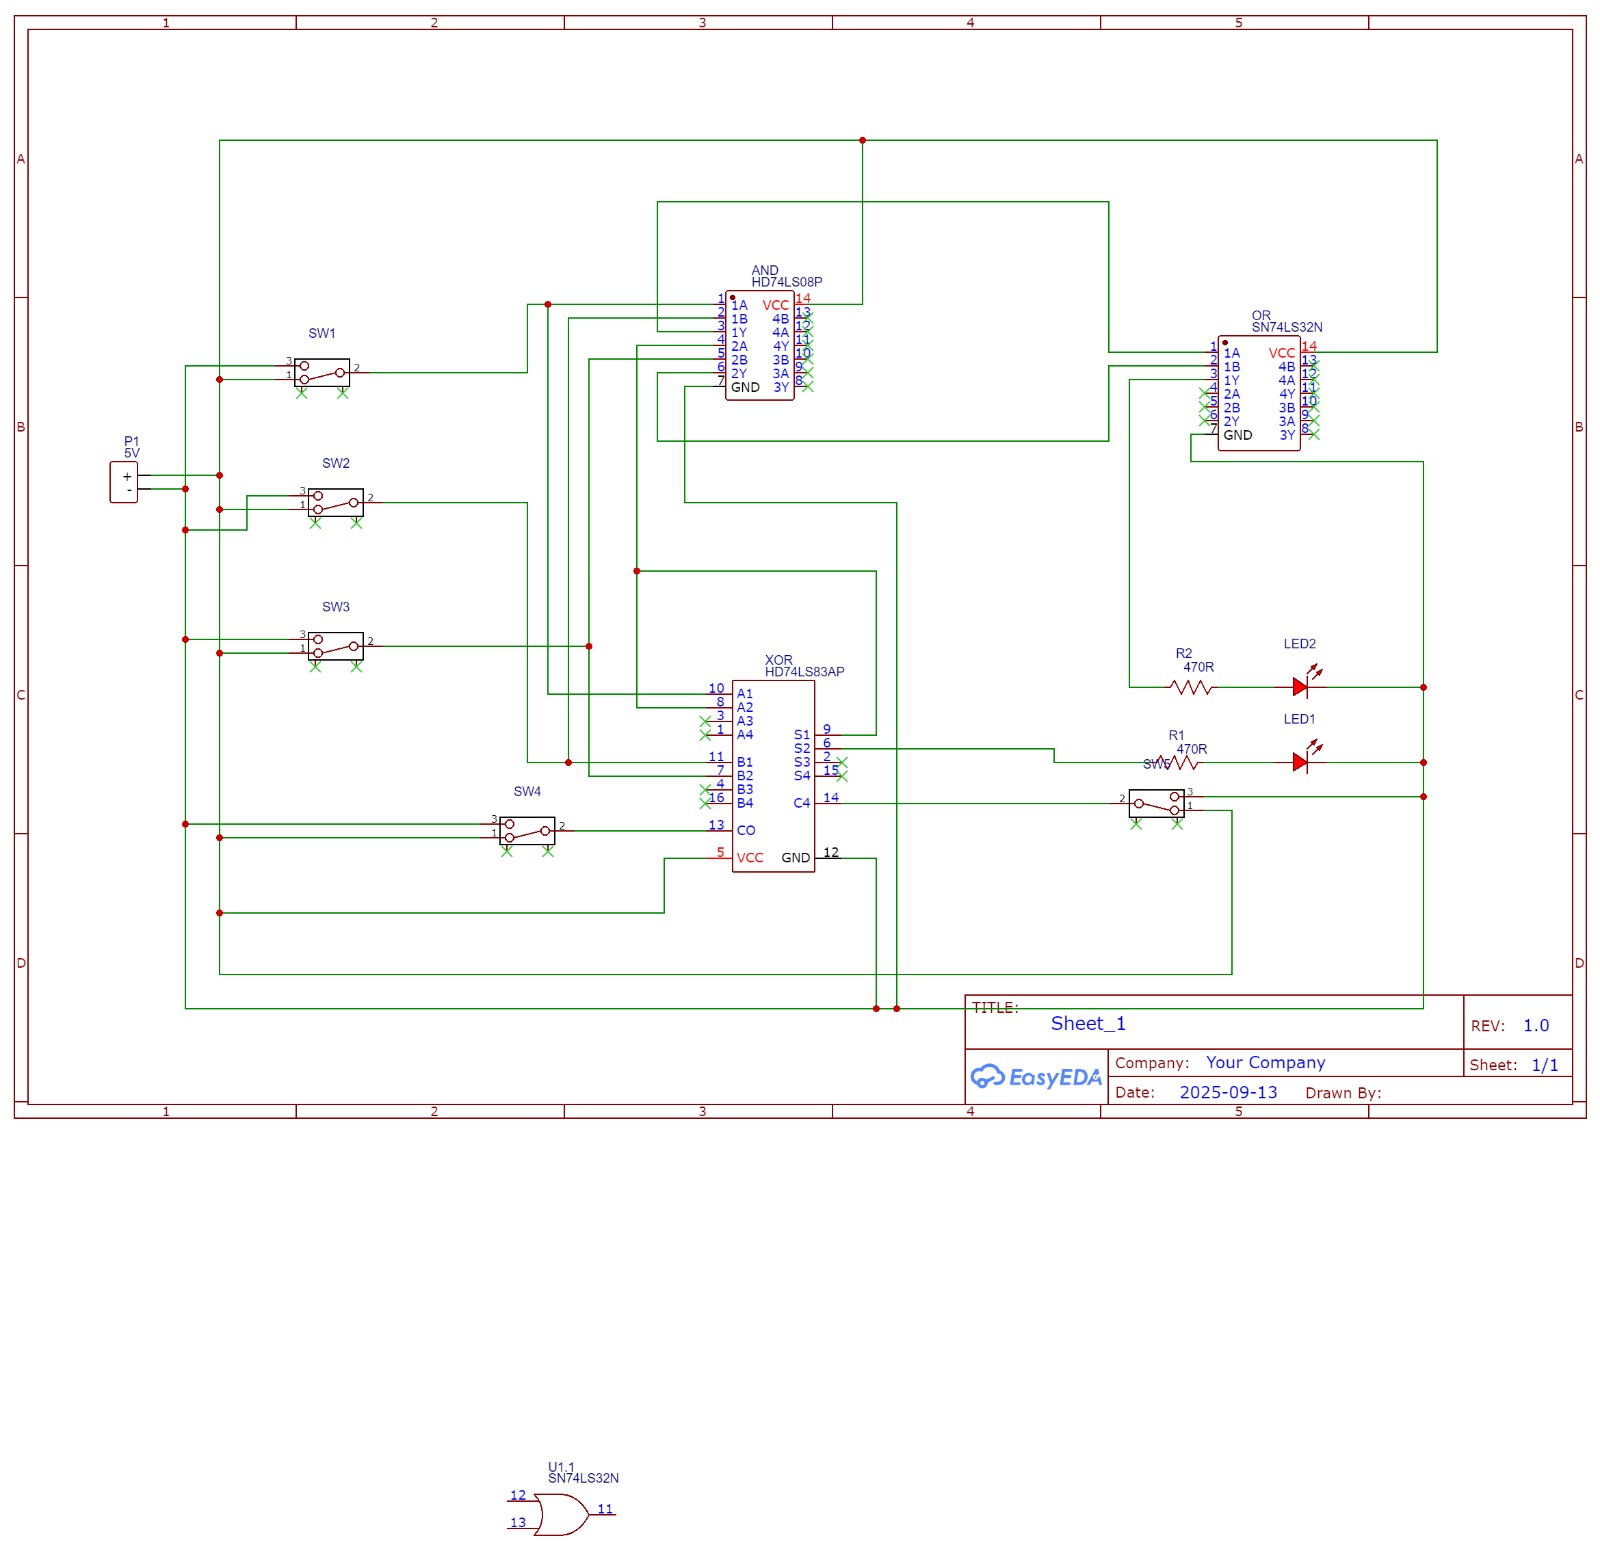 1 2 3 4 5
A A
AND
HD74LS08P
1 1A VCC 14
2 1B 4B 13
3 1Y 4A 12
4 2A 4Y 11
5 2B 3B 10
6 2Y 3A 9
7 GND 3Y 8
OR
SN74LS32N
1 1A VCC 14
2 1B 4B 13
3 1Y 4A 12
4 2A 4Y 11
5 2B 3B 10
6 2Y 3A 9
7 GND 3Y 8
SW1
3
1 2
B B
P1
5V
+
-
SW2
3
1 2
SW3
3
1 2
C C
XOR
HD74LS83AP
10 A1
8 A2
3 A3
1 A4 S1 9
S2 6
11 B1 S3 2
7 B2 S4 15
4 B3
16 B4 C4 14
13 CO
5 VCC GND 12
R2
470R
LED2
R1
470R
LED1
SW5
2 3
1
SW4
3
1 2
D D
TITLE:
Sheet_1
REV: 1.0
EasyEDA
Company: Your Company
Sheet: 1/1
Date: 2025-09-13 Drawn By:
1 2 3 4 5
U1.1
SN74LS32N
12
11
13